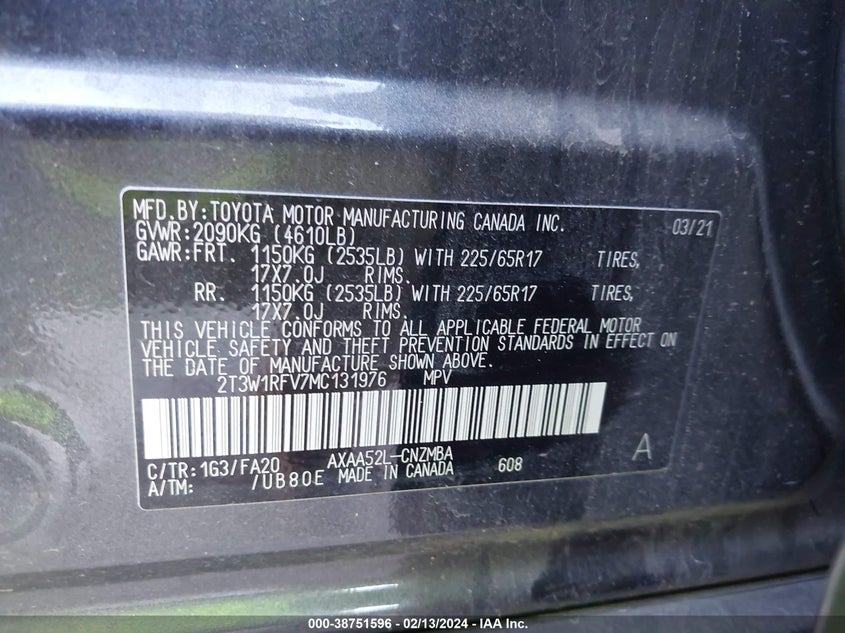 MFD.BY:TOYOTA MOTOR MANUFACTURING CANADA INC. 03/21
GVWR:2090KG (4610LB)
GAWR:FRT. 1150KG (2535LB) WITH 225/65R17 TIRES,
17X7.0J RIMS.
RR. 1150KG (2535LB) WITH 225/65R17 TIRES,
17X7.0J RIMS.
THIS VEHICLE CONFORMS TO ALL APPLICABLE FEDERAL MOTOR
VEHICLE SAFETY AND THEFT PREVENTION STANDARDS IN EFFECT ON
THE DATE OF MANUFACTURE SHOWN ABOVE.
2T3W1RFV7MC131976 MPV
C/TR:1G3/FA20 AXAA52L-CNZMBA 608 A
A/TM: /UB80E MADE IN CANADA
000-38751596 - 02/13/2024 - IAA Inc.